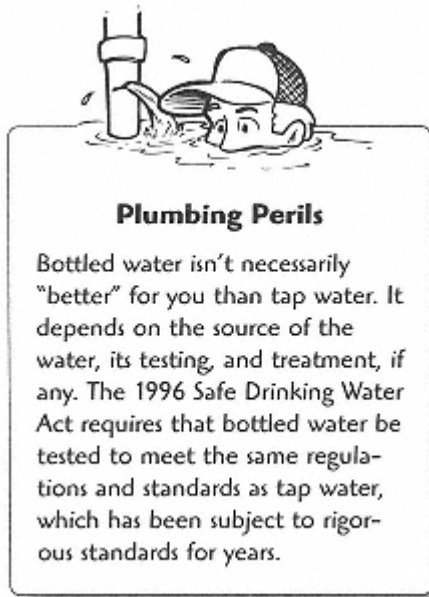 Plumbing Perils
Bottled water isn't necessarily
"better" for you than tap water. It
depends on the source of the
water, its testing, and treatment, if
any. The 1996 Safe Drinking Water
Act requires that bottled water be
tested to meet the same regula-
tions and standards as tap water,
which has been subject to rigor-
ous standards for years.